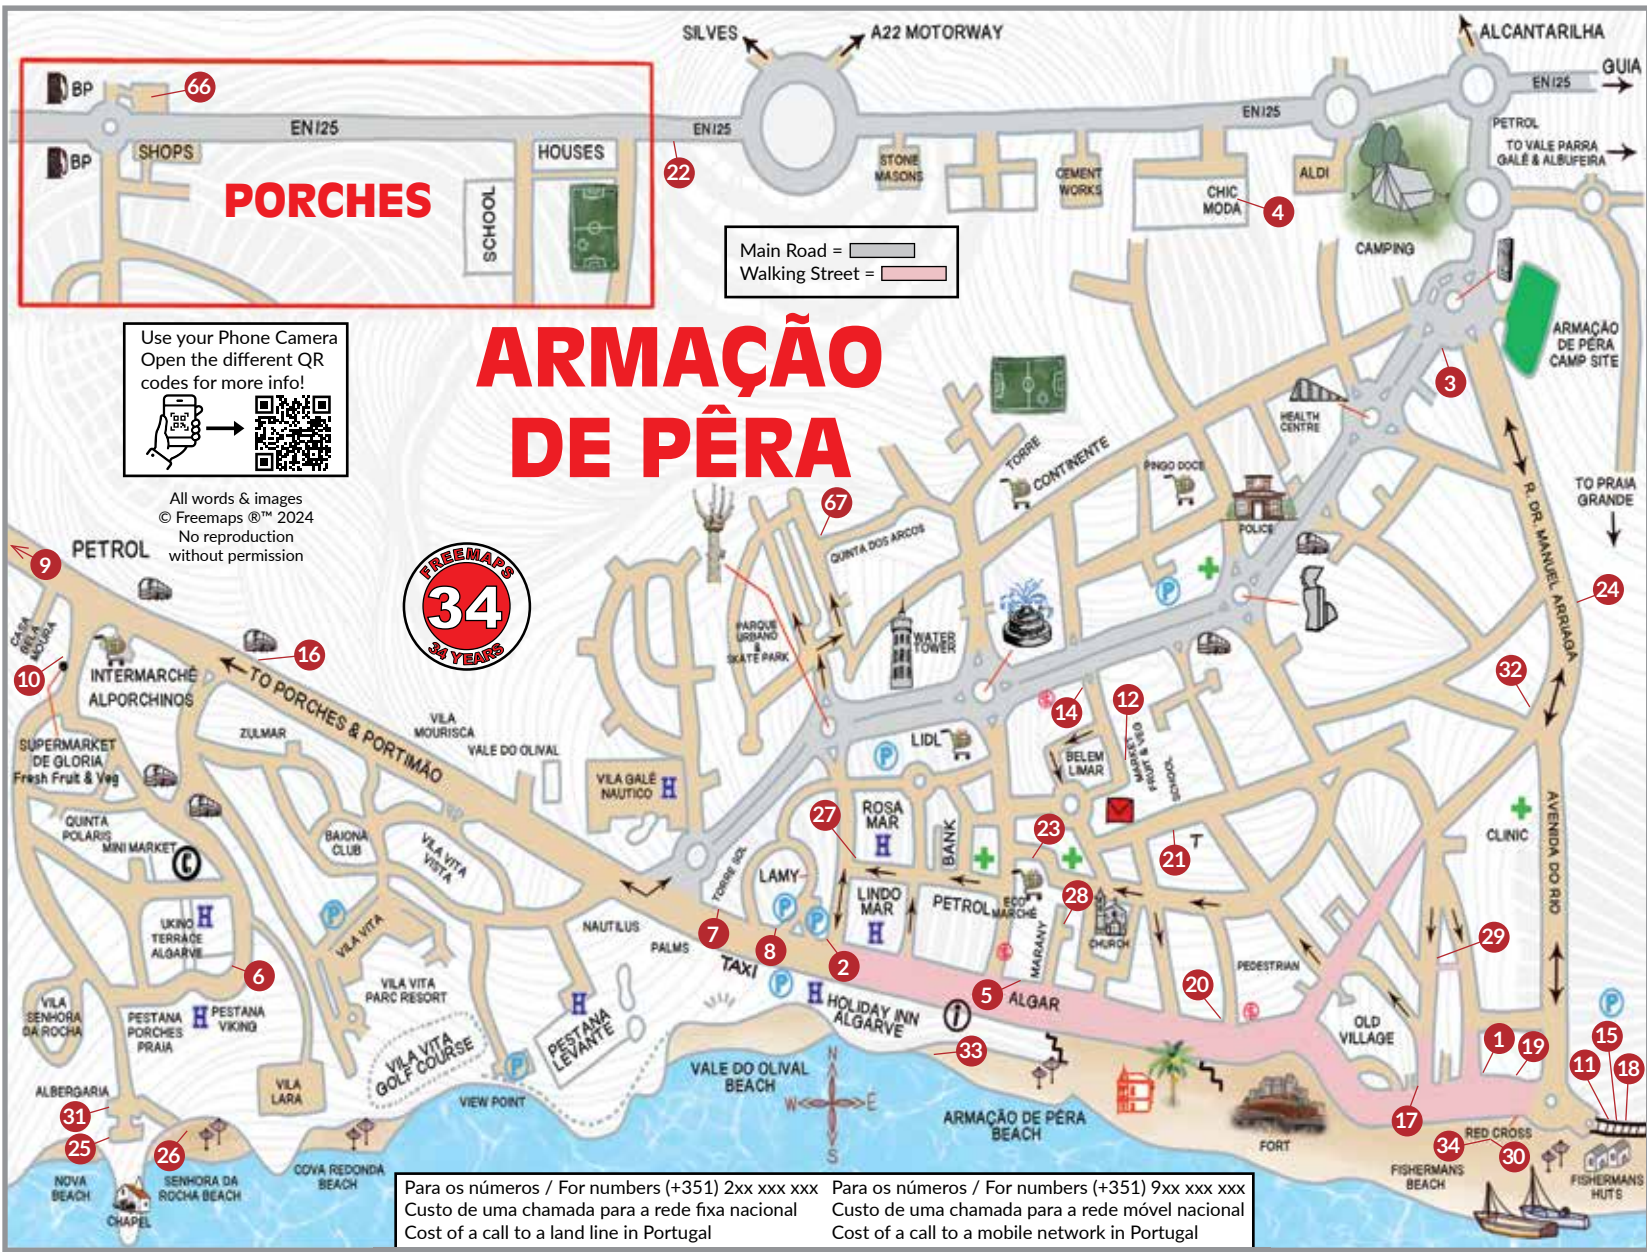 SILVES
A22 MOTORWAY
ALCANTARILHA
GUIA
BP
66
EN125
EN125
EN125
EN125
BP
SHOPS
HOUSES
PORCHES
SCHOOL
22
STONE
MASONS
CEMENT
WORKS
CHIC
MODA
4
ALDI
PETROL
TO VALE PARRA
GALÉ & ALBUFEIRA
CAMPING
Main Road =
Walking Street =
Use your Phone Camera
Open the different QR
codes for more info!
All words & images
© Freemaps ®™ 2024
No reproduction
without permission
ARMAÇÃO
DE PÊRA
ARMAÇÃO
DE PÉRA
CAMP SITE
3
HEALTH
CENTRE
TORRE
CONTINENTE
PINGO DOCE
POLICE
TO PRAIA
GRANDE
R. DR. MANUEL ARRIAGA
24
67
QUINTA DOS ARCOS
FREEMAPS
34
34 YEARS
9
PETROL
CASA
BELA
MOURA
10
INTERMARCHÉ
ALPORCHINOS
16
TO PORCHES & PORTIMÃO
SUPERMARKET
DE GLORIA
Fresh Fruit & Veg
ZULMAR
VILA
MOURISCA
VALE DO OLIVAL
PARQUE
URBANO
&
SKATE PARK
WATER
TOWER
14
12
32
BELEM
LIMAR
FRUIT & VEG
MARKET
SCHOOL
LIDL
P
P
VILA GALÉ
NAUTICO
H
QUINTA
POLARIS
MINI MARKET
BAIONA
CLUB
VILA VITA
VISTA
27
ROSA
MAR
H
BANK
23
21
T
CLINIC
AVENIDA DO RIO
TORRE SOL
LAMY
LINDO
MAR
H
PETROL
ECO
MARCHÉ
28
CHURCH
MARANY
UKINO
TERRACE
ALGARVE
H
P
VILA VITA
NAUTILUS
PALMS
7
8
P
P
2
TAXI
P
6
29
PEDESTRIAN
VILA
SENHORA
DA ROCHA
PESTANA
PORCHES
PRAIA
H
PESTANA
VIKING
VILA VITA
PARC RESORT
H
PESTANA
LEVANTE
H
HOLIDAY INN
ALGARVE
i
5
ALGAR
20
OLD
VILLAGE
P
1
19
15
11
18
33
VILA VITA
GOLF COURSE
P
VIEW POINT
VALE DO OLIVAL
BEACH
N
W
E
S
ALBERGARIA
31
25
26
VILA
LARA
ARMAÇÃO DE PÊRA
BEACH
FORT
17
RED CROSS
34
30
NOVA
BEACH
CHAPEL
SENHORA DA
ROCHA BEACH
COVA REDONDA
BEACH
FISHERMANS
BEACH
FISHERMANS
HUTS
Para os números / For numbers (+351) 2xx xxx xxx
Custo de uma chamada para a rede fixa nacional
Cost of a call to a land line in Portugal
Para os números / For numbers (+351) 9xx xxx xxx
Custo de uma chamada para a rede móvel nacional
Cost of a call to a mobile network in Portugal